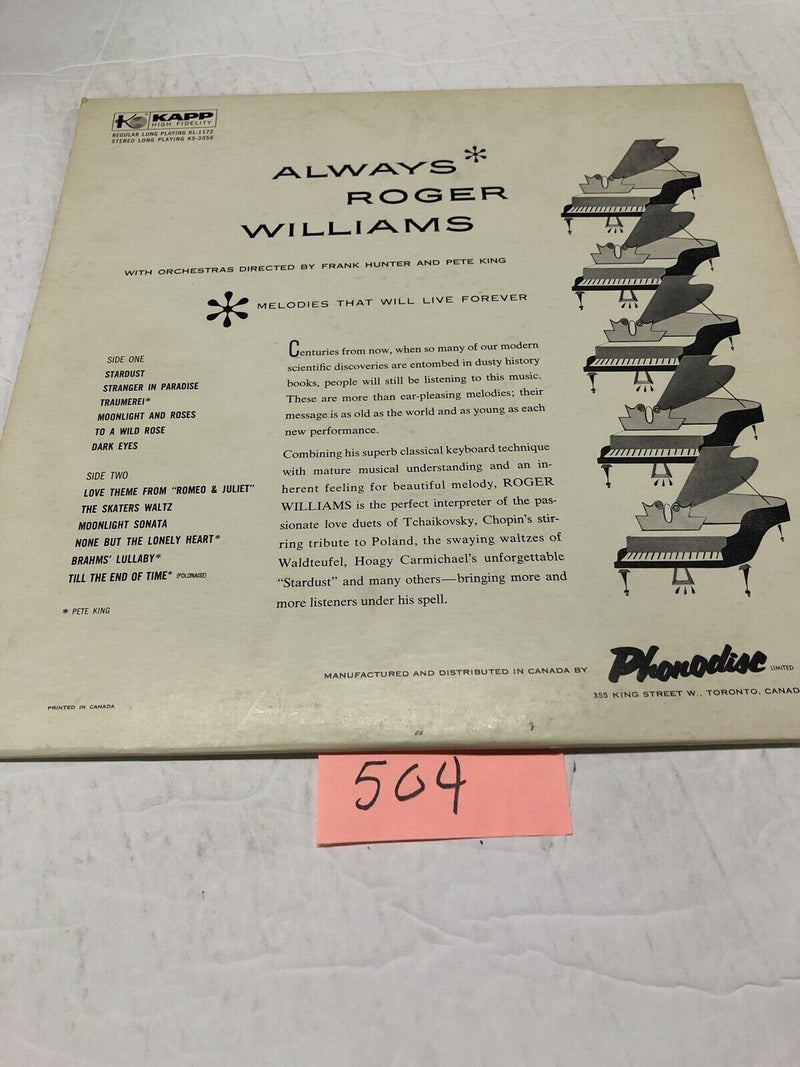 KAPP
HIGH FIDELITY
REGULAR LONG PLAYING KL-1172
STEREO LONG PLAYING KS-3056
ALWAYS*
ROGER
WILLIAMS
WITH ORCHESTRAS DIRECTED BY FRANK HUNTER AND PETE KING
* MELODIES THAT WILL LIVE FOREVER
SIDE ONE
STARDUST
STRANGER IN PARADISE
TRAUMEREI*
MOONLIGHT AND ROSES
TO A WILD ROSE
DARK EYES
SIDE TWO
LOVE THEME FROM "ROMEO & JULIET"
THE SKATERS WALTZ
MOONLIGHT SONATA
NONE BUT THE LONELY HEART*
BRAHMS' LULLABY*
TILL THE END OF TIME* (POLONAISE)
* PETE KING
Centuries from now, when so many of our modern
scientific discoveries are entombed in dusty history
books, people will still be listening to this music.
These are more than ear-pleasing melodies; their
message is as old as the world and as young as each
new performance.
Combining his superb classical keyboard technique
with mature musical understanding and an in-
herent feeling for beautiful melody, ROGER
WILLIAMS is the perfect interpreter of the pas-
sionate love duets of Tchaikovsky, Chopin's stir-
ring tribute to Poland, the swaying waltzes of
Waldteufel, Hoagy Carmichael's unforgettable
"Stardust" and many others—bringing more and
more listeners under his spell.
MANUFACTURED AND DISTRIBUTED IN CANADA BY
Phonodisc LIMITED
355 KING STREET W., TORONTO, CANAD
PRINTED IN CANADA
504